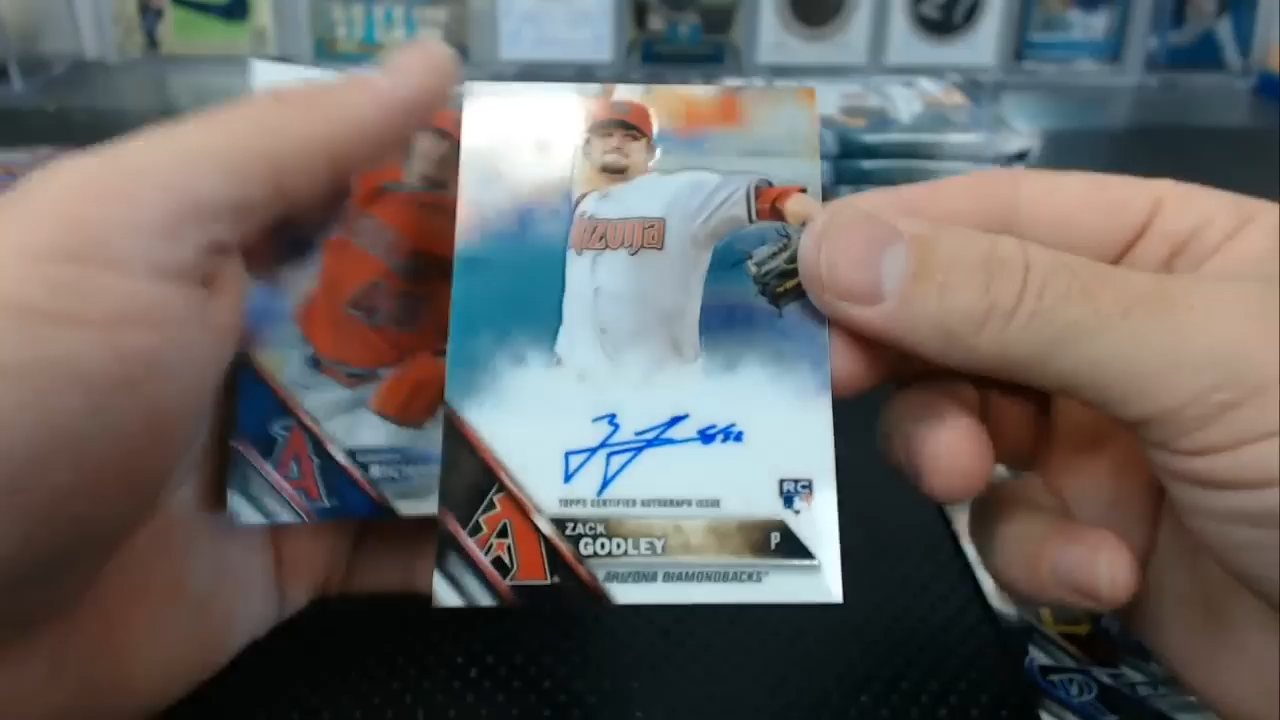 Arizona
TOPPS CERTIFIED AUTOGRAPH ISSUE
RC
ZACK
GODLEY
P
ARIZONA DIAMONDBACKS